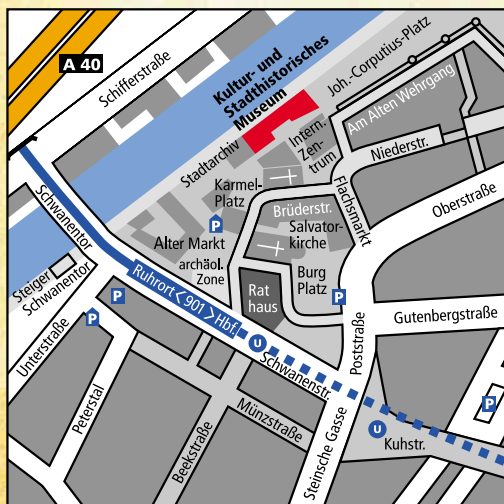 A 40
Schifferstraße
Kultur- und
Stadthistorisches
Museum
Joh.-Corputius-Platz
Am Alten Wehrgang
Stadtarchiv
Intern.
Zen-
trum
Niederstr.
Karmel-
Platz
P
Brüderstr.
Flachsmarkt
Oberstraße
Schwanentor
Alter Markt
Salvator-
kirche
archäol.
Zone
Burg
Platz
P
Steiger
Schwanentor
P
Ruhrort < 901 > Hbf.
Rat
haus
Gutenbergstraße
P
Unterstraße
U
Schwanenstr.
Poststraße
Peterstal
Münzstraße
Beekstraße
Steinsche Gasse
U
Kuhstr.
P